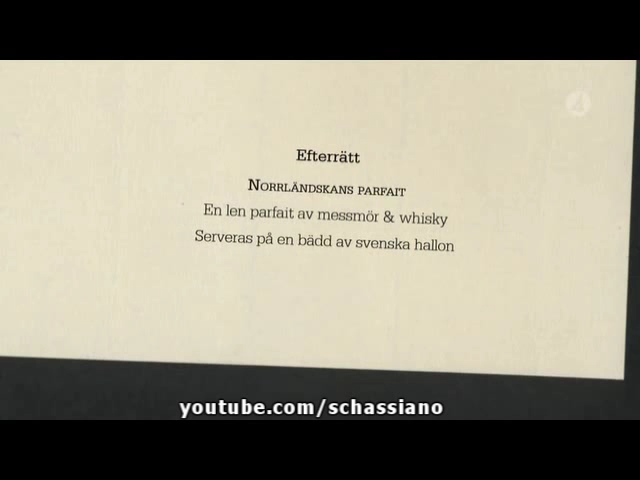 Efterrätt
Norrländskans parfait
En len parfait av messmör & whisky
Serveras på en bädd av svenska hallon
youtube.com/schassiano